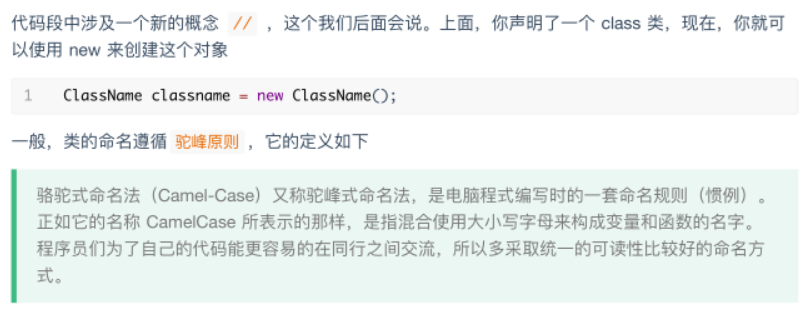 代码段中涉及一个新的概念 // ，这个我们后面会说。上面，你声明了一个 class 类，现在，你就可
以使用 new 来创建这个对象
1 ClassName classname = new ClassName();
一般，类的命名遵循 驼峰原则 ，它的定义如下
骆驼式命名法（Camel-Case）又称驼峰式命名法，是电脑程式编写时的一套命名规则（惯例）。
正如它的名称 CamelCase 所表示的那样，是指混合使用大小写字母来构成变量和函数的名字。
程序员们为了自己的代码能更容易的在同行之间交流，所以多采取统一的可读性比较好的命名方
式。